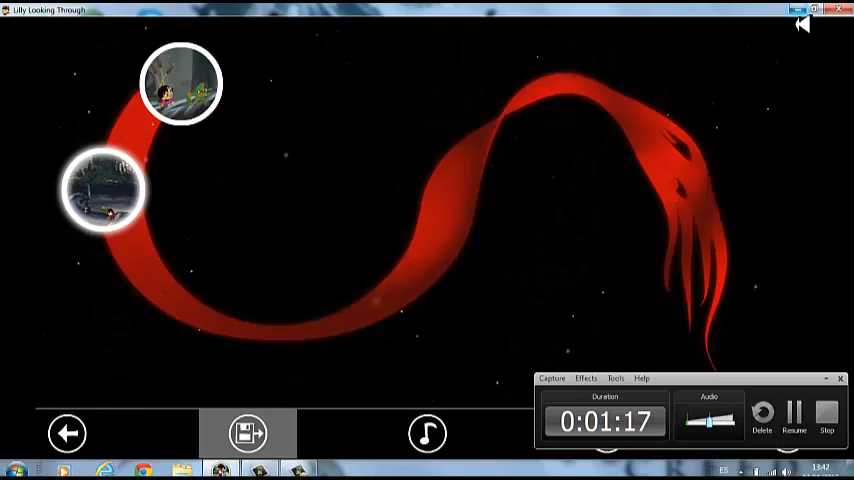 Lilly Looking Through
Capture Effects Tools Help
Duration
0:01:17
Audio
Delete Resume Stop
ES
13:42